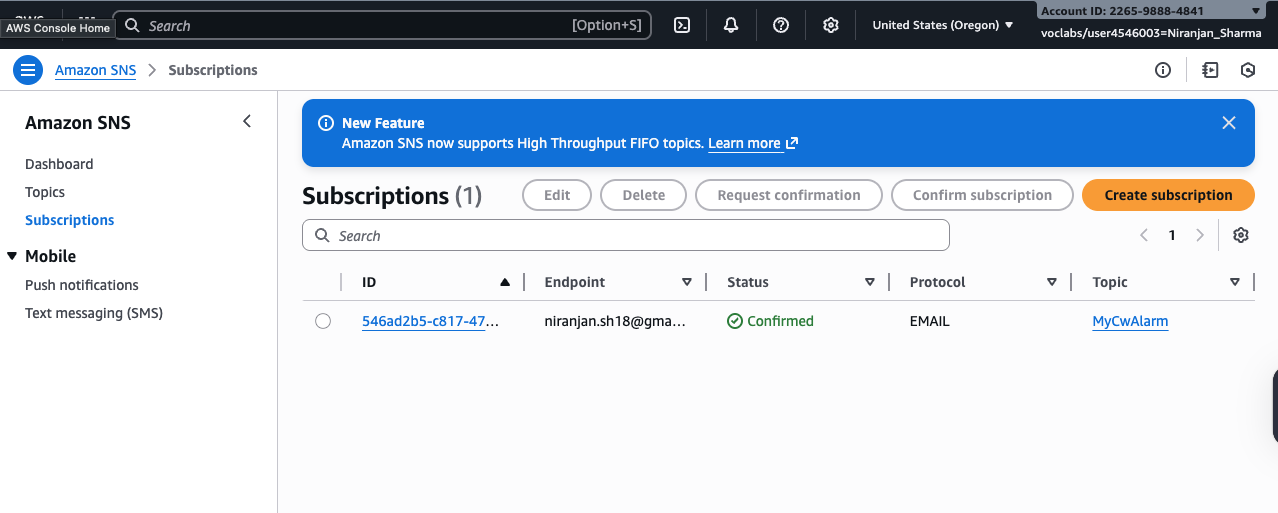 AWS Console Home
Search
[Option+S]
United States (Oregon)
Account ID: 2265-9888-4841
voclabs/user4546003=Niranjan_Sharma
Amazon SNS
Subscriptions
Amazon SNS
Dashboard
Topics
Subscriptions
Mobile
Push notifications
Text messaging (SMS)
New Feature
Amazon SNS now supports High Throughput FIFO topics. Learn more
Subscriptions (1)
Edit
Delete
Request confirmation
Confirm subscription
Create subscription
Search
1
ID
Endpoint
Status
Protocol
Topic
546ad2b5-c817-47...
niranjan.sh18@gma...
Confirmed
EMAIL
MyCwAlarm